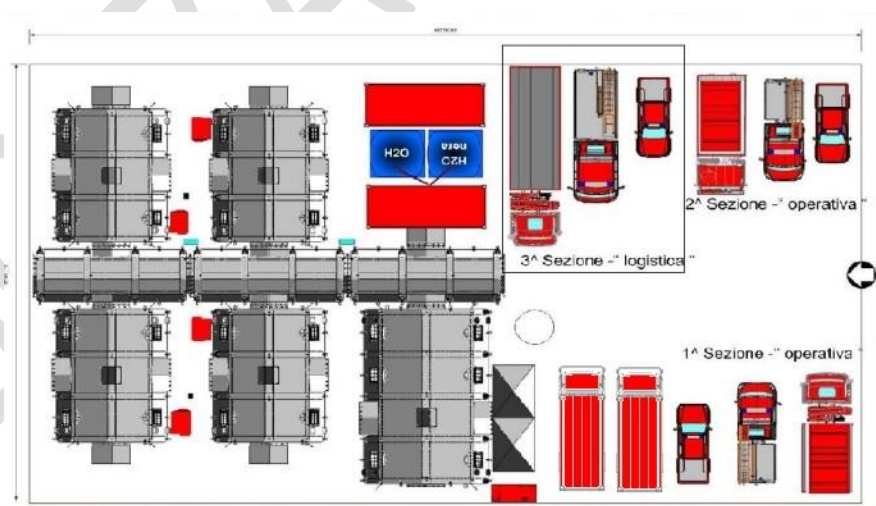 H2O
H2O
nera
2^ Sezione -" operativa "
3^ Sezione -" logistica "
1^ Sezione -" operativa "